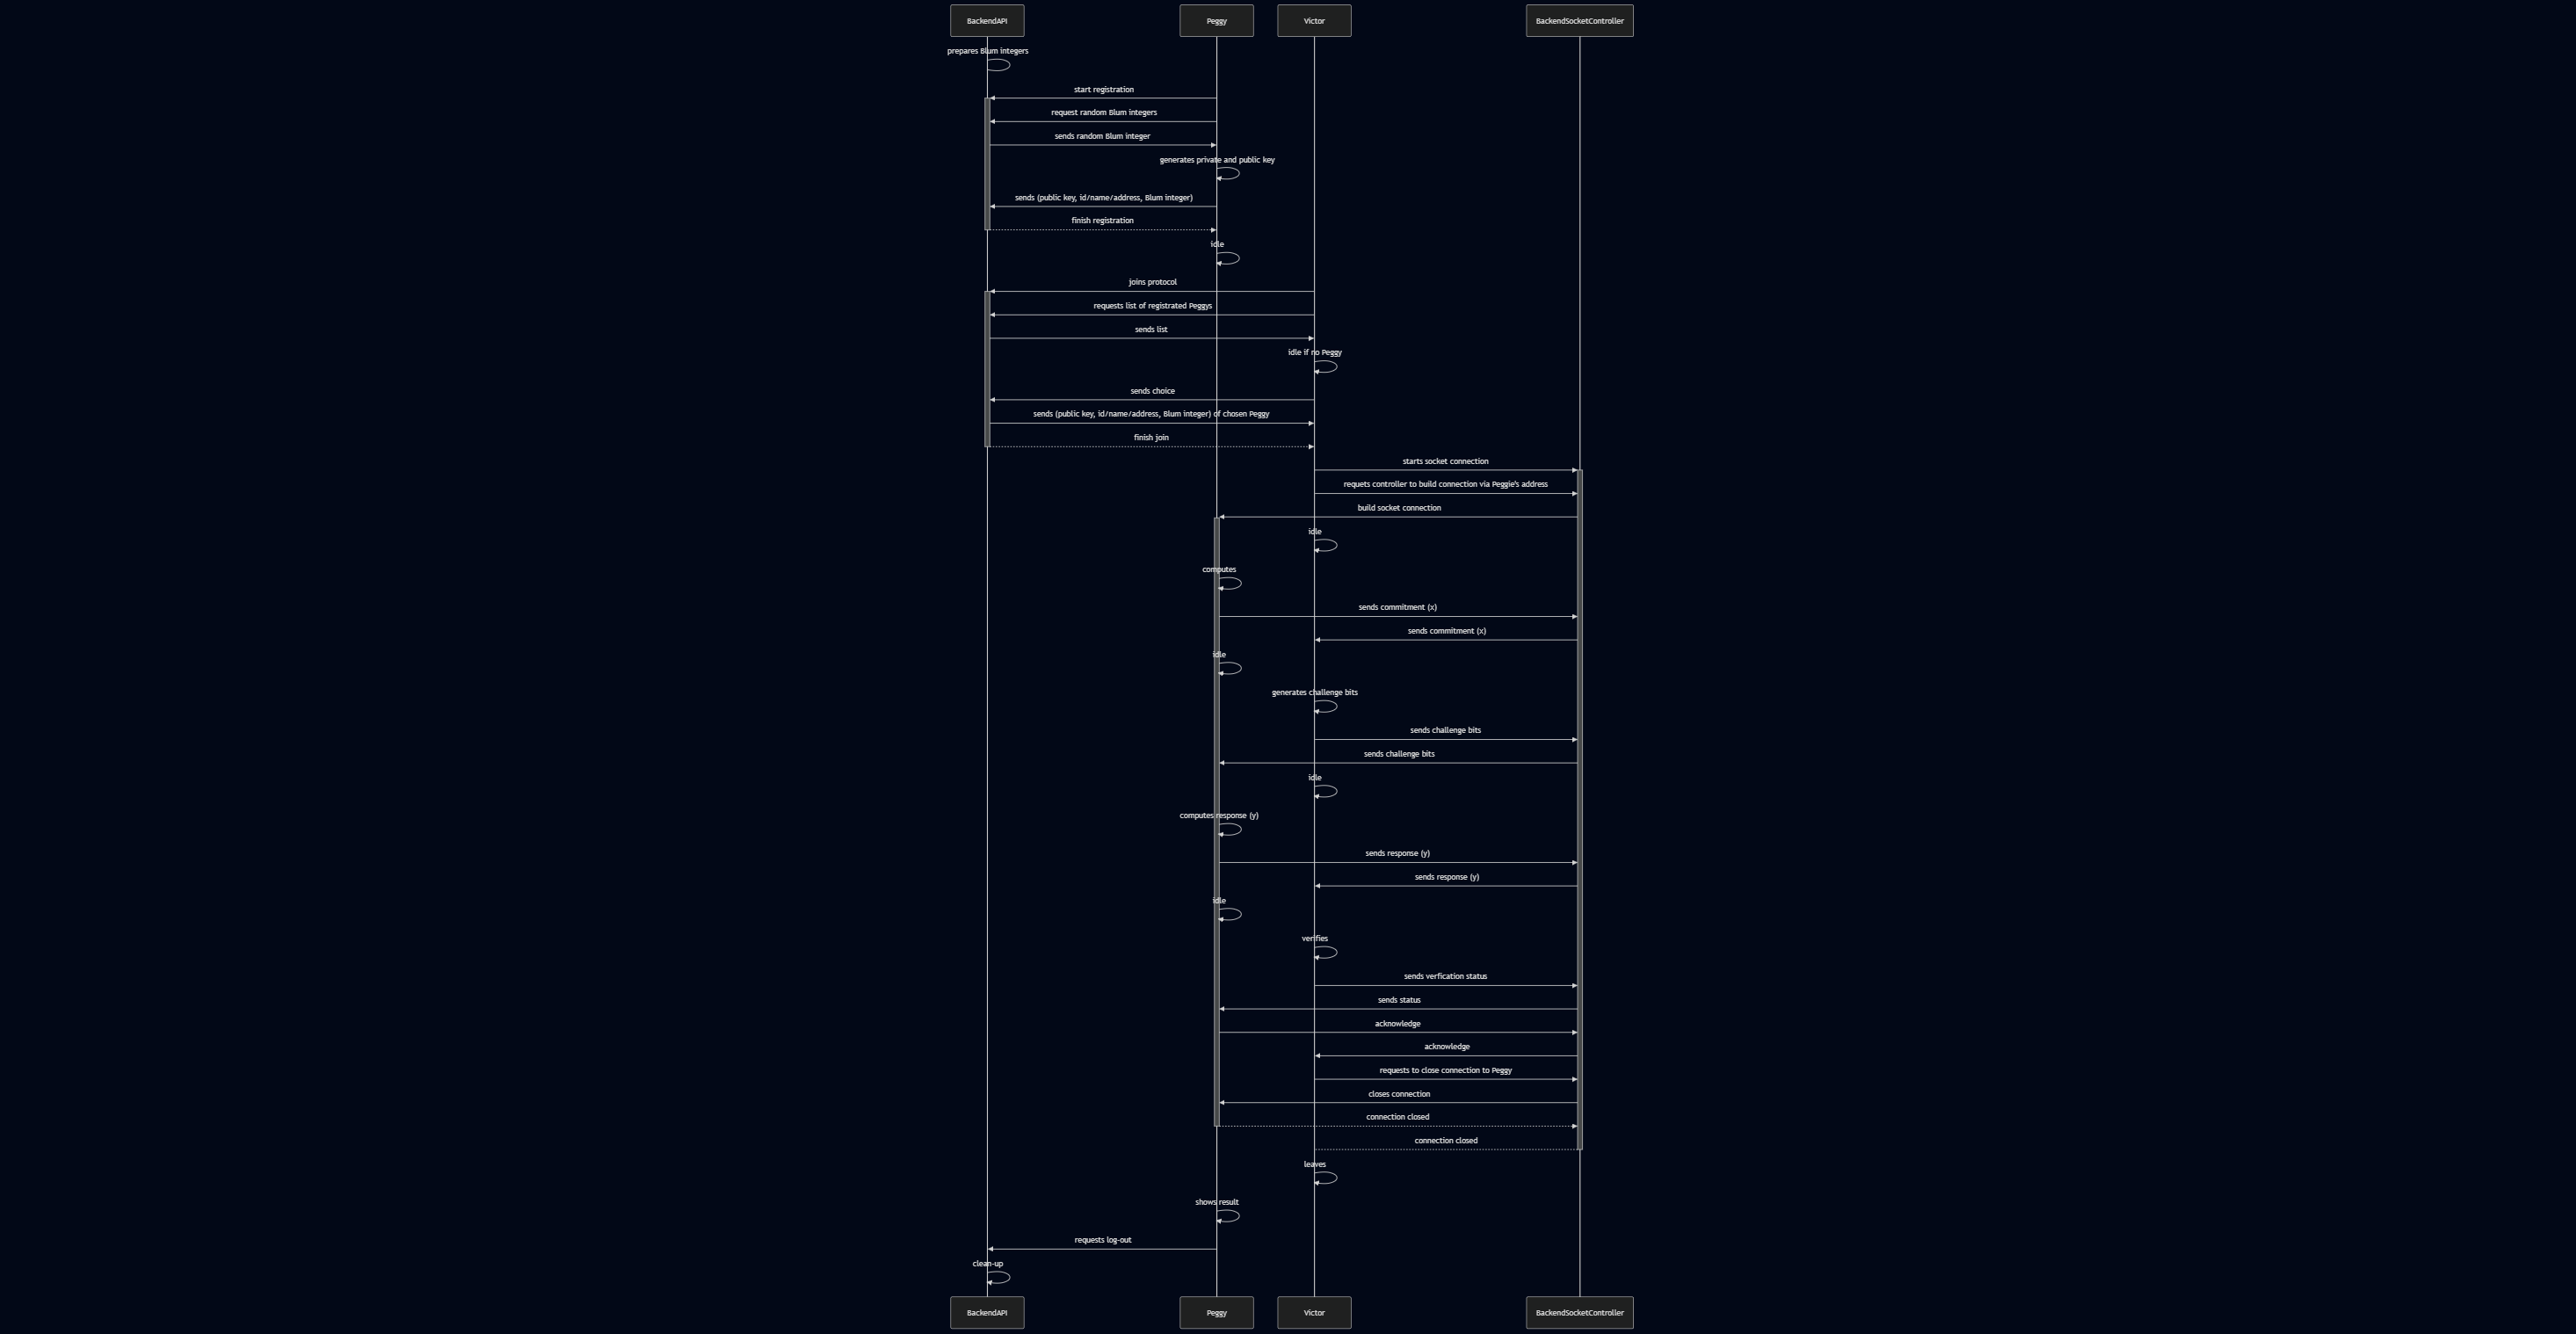 BackendAPI
Peggy
Victor
BackendSocketController
prepares Blum integers
start registration
request random Blum integers
sends random Blum integer
generates private and public key
sends (public key, id/name/address, Blum integer)
finish registration
idle
joins protocol
requests list of registrated Peggys
sends list
idle if no Peggy
sends choice
sends (public key, id/name/address, Blum integer) of chosen Peggy
finish join
starts socket connection
requets controller to build connection via Peggie's address
build socket connection
idle
computes
sends commitment (x)
sends commitment (x)
idle
generates challenge bits
sends challenge bits
sends challenge bits
idle
computes response (y)
sends response (y)
sends response (y)
idle
verifies
sends verfication status
sends status
acknowledge
acknowledge
requests to close connection to Peggy
closes connection
connection closed
connection closed
leaves
shows result
requests log-out
clean-up
BackendAPI
Peggy
Victor
BackendSocketController